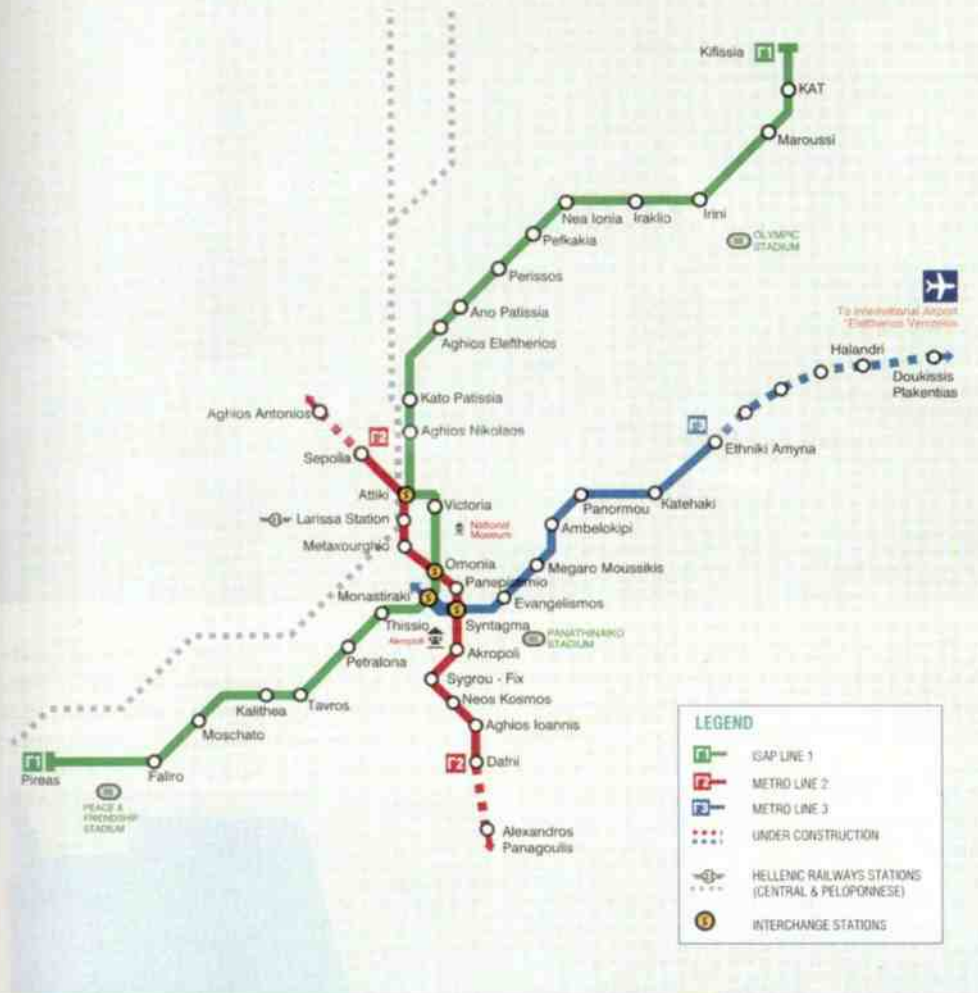 Kifissia
KAT
Maroussi
Nea Ionia
Iraklio
Irini
Pefkakia
OLYMPIC
STADIUM
Perissos
To International Airport
Ano Patissia
Aghios Eleftherios
Halandri
Doukissis
Plakentias
Kato Patissia
Aghios Antonios
Aghios Nikolaos
Ethniki Amyna
Sepolia
Attiki
Victoria
Panormou
Katehaki
Larissa Station
National
Museum
Ambelokipi
Metaxourghio
Omonia
Megaro Moussikis
Panepistimio
Monastiraki
Evangelismos
Thissio
Syntagma
Akropoli
PANATHINAIKO
STADIUM
Petralona
Akropoli
Sygrou - Fix
Kalithea
Tavros
Neos Kosmos
Moschato
Aghios Ioannis
Pireas
Faliro
Dafni
PEACE &
FRIENDSHIP
STADIUM
Alexandros
Panagoulis
LEGEND
ISAP LINE 1
METRO LINE 2
METRO LINE 3
UNDER CONSTRUCTION
HELLENIC RAILWAYS STATIONS
(CENTRAL & PELOPONNESE)
INTERCHANGE STATIONS